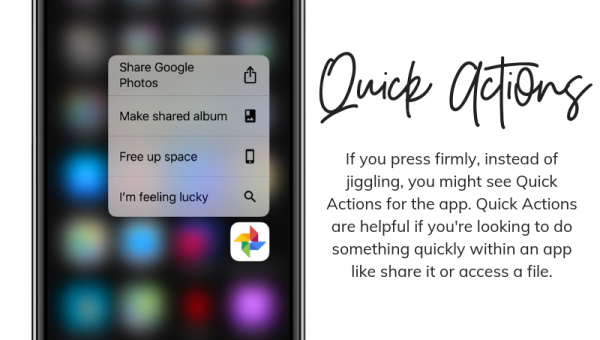 Share Google
Photos
Make shared album
Free up space
I'm feeling lucky
Quick Actions
If you press firmly, instead of
jiggling, you might see Quick
Actions for the app. Quick Actions
are helpful if you're looking to do
something quickly within an app
like share it or access a file.